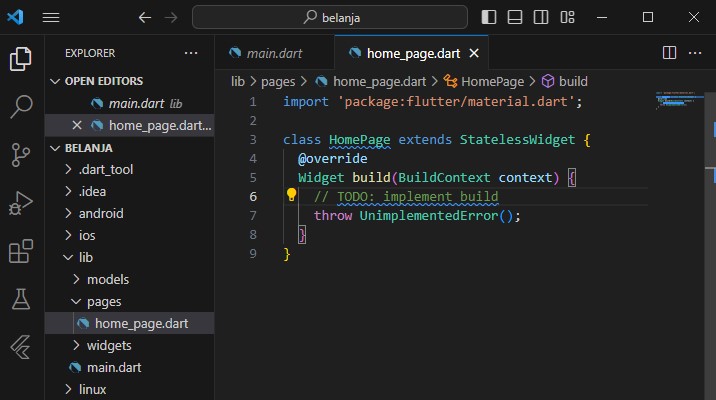 belanja
EXPLORER
OPEN EDITORS
main.dart lib
home_page.dart...
BELANJA
.dart_tool
.idea
android
ios
lib
models
pages
home_page.dart
widgets
main.dart
linux
main.dart
home_page.dart
lib > pages > home_page.dart > HomePage > build
1 import 'package:flutter/material.dart';
2
3 class HomePage extends StatelessWidget {
4 @override
5 Widget build(BuildContext context) {
6 // TODO: implement build
7 throw UnimplementedError();
8 }
9 }